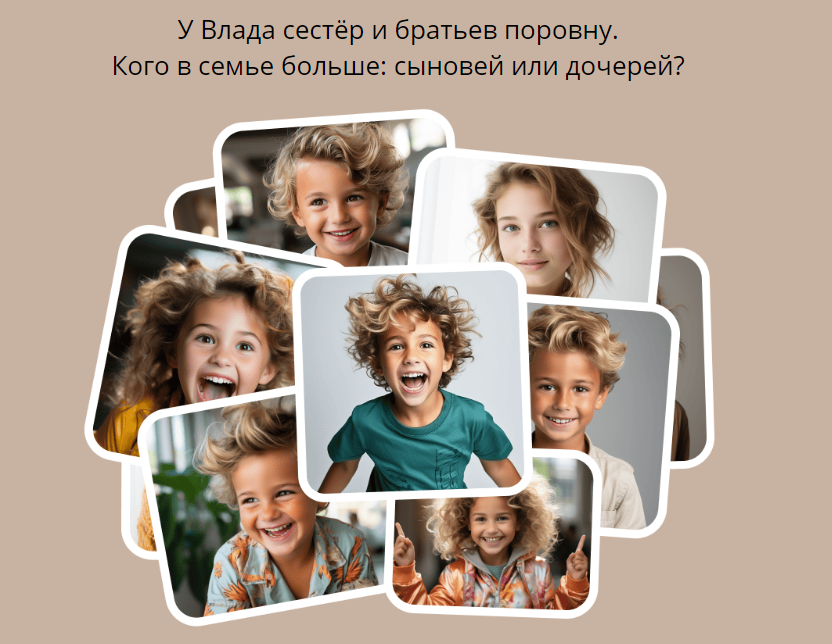 У Влада сестёр и братьев поровну.
Кого в семье больше: сыновей или дочерей?